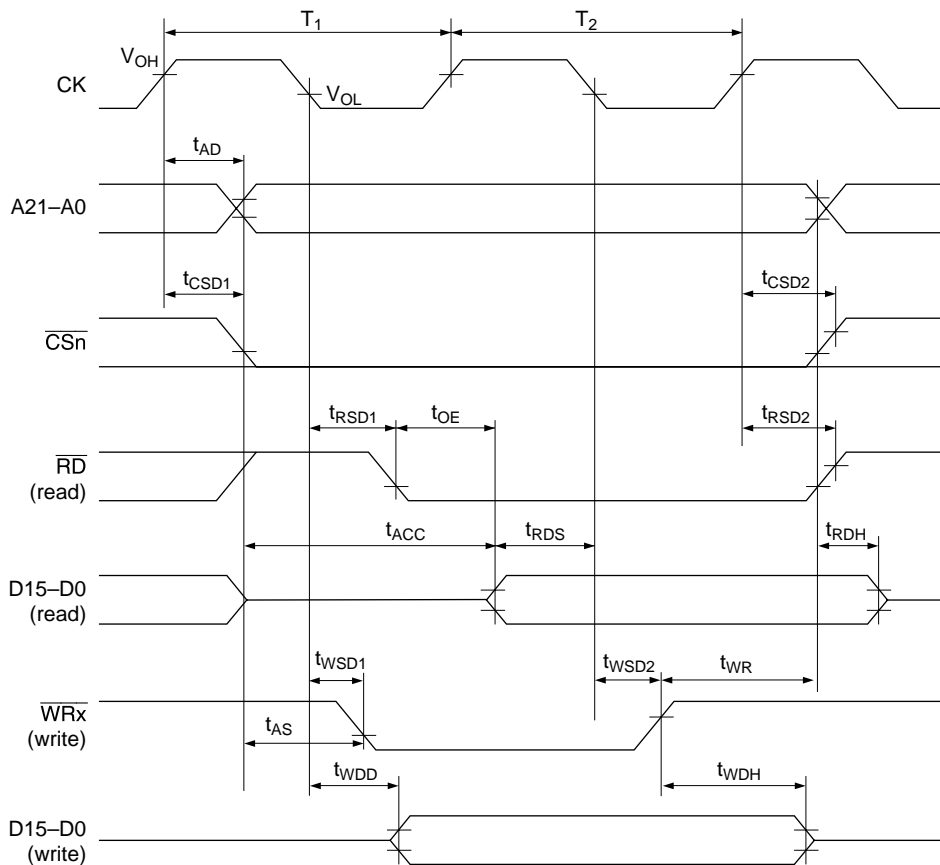 T1 T2
VOH
CK
VOL
tAD
A21–A0
tCSD1 tCSD2
CSn
tRSD1 tOE tRSD2
RD
(read)
tACC tRDS tRDH
D15–D0
(read)
tWSD1 tWSD2 tWR
WRx
(write)
tAS
tWDD tWDH
D15–D0
(write)